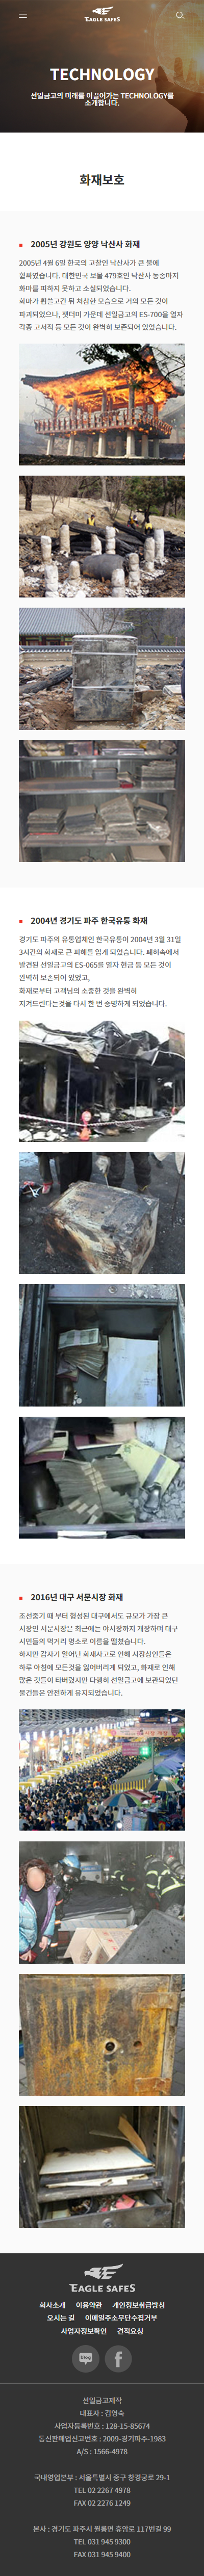 EAGLE SAFES
TECHNOLOGY
선일금고의 미래를 이끌어가는 TECHNOLOGY를
소개합니다.
화재보호
2005년 강원도 양양 낙산사 화재
2005년 4월 6일 한국의 고찰인 낙산사가 큰 불에
휩싸였습니다. 대한민국 보물 479호인 낙산사 동종마저
화마를 피하지 못하고 소실되었습니다.
화마가 휩쓸고간 뒤 처참한 모습으로 거의 모든 것이
파괴되었으나, 잿더미 가운데 선일금고의 ES-700을 열자
각종 고서적 등 모든 것이 완벽히 보존되어 있었습니다.
2004년 경기도 파주 한국유통 화재
경기도 파주의 유통업체인 한국유통이 2004년 3월 31일
3시간의 화재로 큰 피해를 입게 되었습니다. 폐허속에서
발견된 선일금고의 ES-065를 열자 현금 등 모든 것이
완벽히 보존되어 있었고,
화재로부터 고객님의 소중한 것을 완벽히
지켜드린다는것을 다시 한 번 증명하게 되었습니다.
2016년 대구 서문시장 화재
조선중기 때 부터 형성된 대구에서도 규모가 가장 큰
시장인 서문시장은 최근에는 야시장까지 개장하며 대구
시민들의 먹거리 명소로 이름을 떨쳤습니다.
하지만 갑자기 일어난 화재사고로 인해 시장상인들은
하루 아침에 모든것을 잃어버리게 되었고, 화재로 인해
많은 것들이 타버렸지만 다행히 선일금고에 보관되었던
물건들은 안전하게 유지되었습니다.
EAGLE SAFES
회사소개 이용약관 개인정보취급방침
오시는 길 이메일주소무단수집거부
사업자정보확인 견적요청
선일금고제작
대표자 : 김영숙
사업자등록번호 : 128-15-85674
통신판매업신고번호 : 2009-경기파주-1983
A/S : 1566-4978
국내영업본부 : 서울특별시 중구 창경궁로 29-1
TEL 02 2267 4978
FAX 02 2276 1249
본사 : 경기도 파주시 월롱면 휴암로 117번길 99
TEL 031 945 9300
FAX 031 945 9400